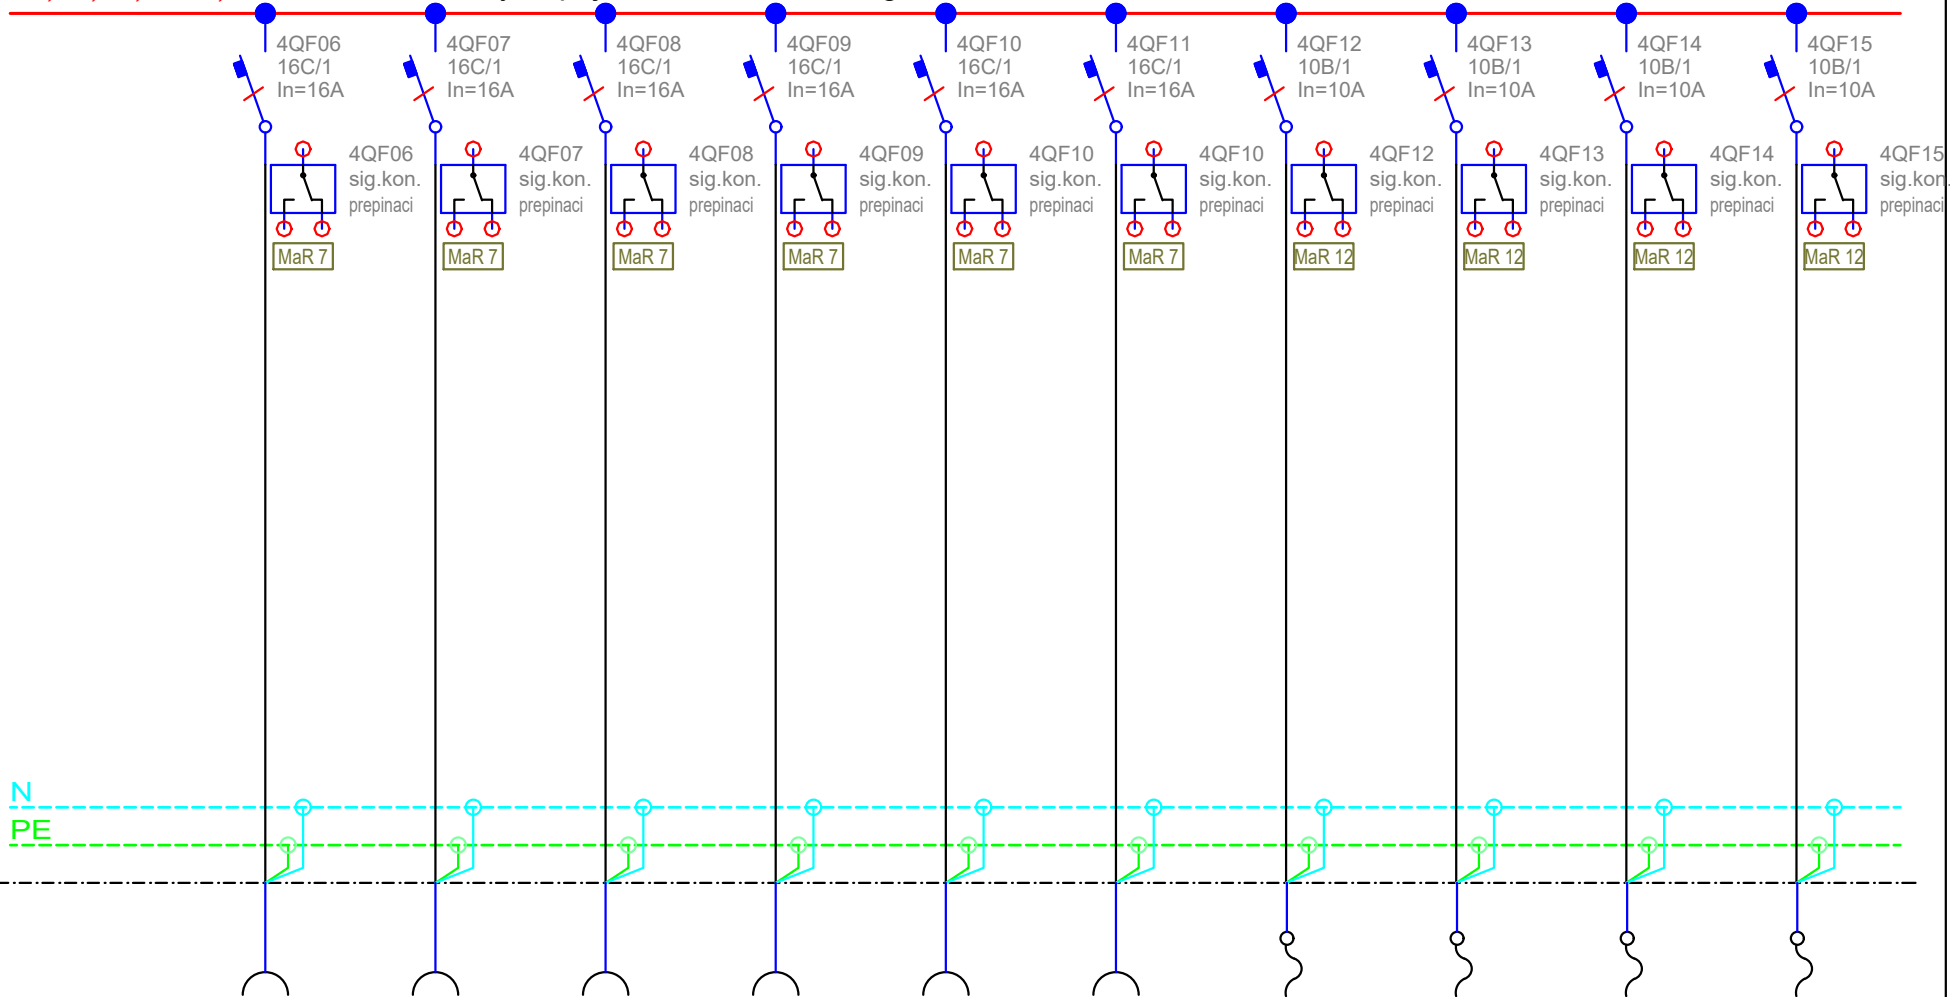 4QF06
16C/1
In=16A
4QF07
16C/1
In=16A
4QF08
16C/1
In=16A
4QF09
16C/1
In=16A
4QF10
16C/1
In=16A
4QF11
16C/1
In=16A
4QF12
10B/1
In=10A
4QF13
10B/1
In=10A
4QF14
10B/1
In=10A
4QF15
10B/1
In=10A
4QF06
sig.kon.
prepinaci
4QF07
sig.kon.
prepinaci
4QF08
sig.kon.
prepinaci
4QF09
sig.kon.
prepinaci
4QF10
sig.kon.
prepinaci
4QF10
sig.kon.
prepinaci
4QF12
sig.kon.
prepinaci
4QF13
sig.kon.
prepinaci
4QF14
sig.kon.
prepinaci
4QF15
sig.kon.
prepinaci
MaR 7
MaR 7
MaR 7
MaR 7
MaR 7
MaR 7
MaR 12
MaR 12
MaR 12
MaR 12
N
PE